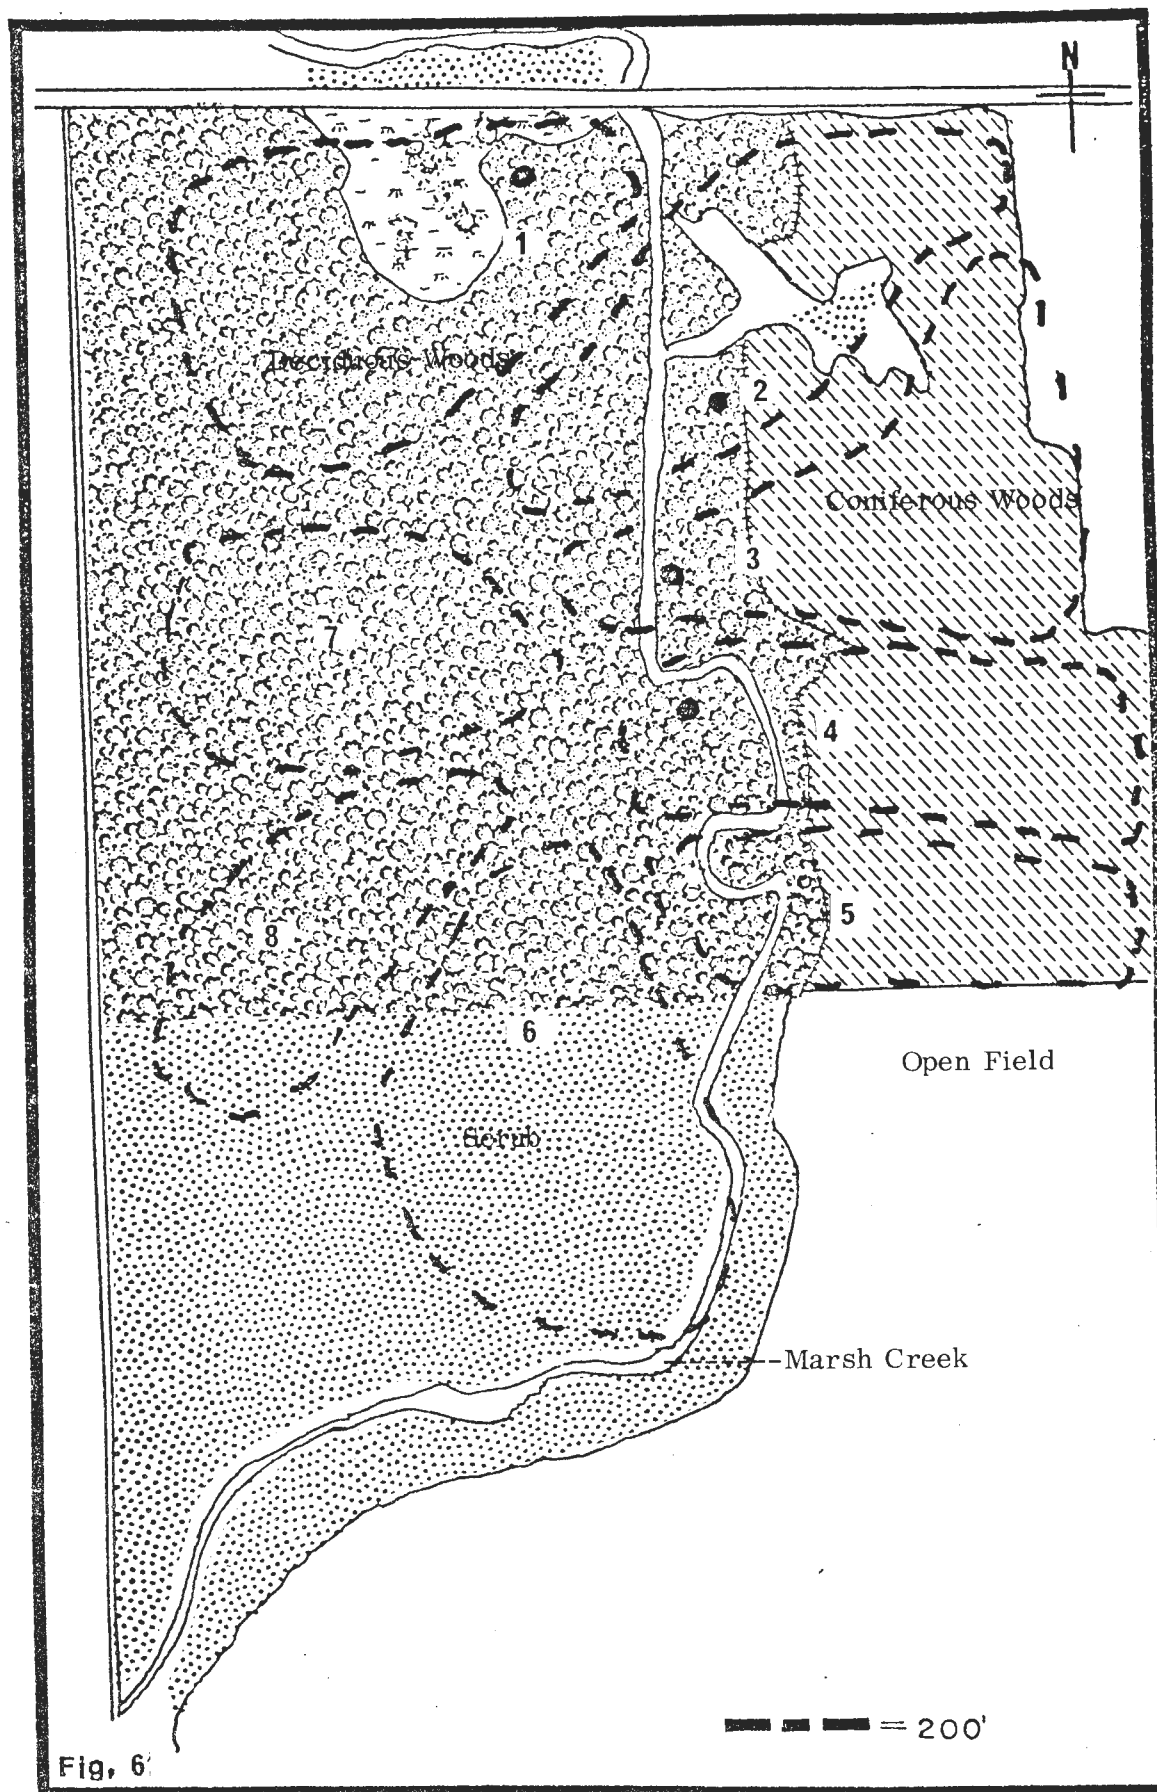 N
1
Deciduous Woods
2
Coniferous Woods
3
7
4
5
8
6
Open Field
Scrub
Marsh Creek
= 200'
Fig. 6